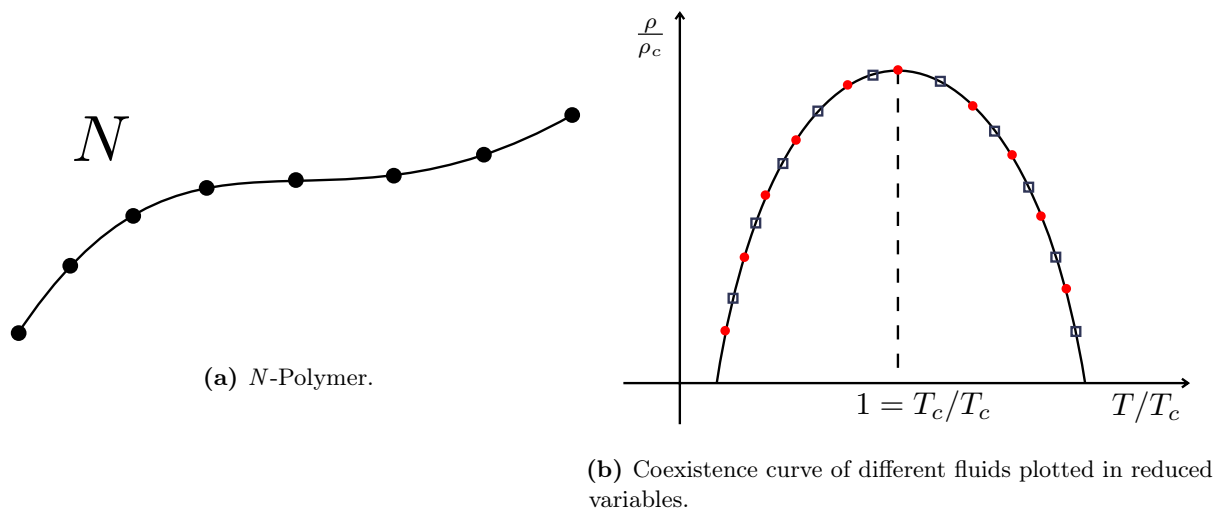 N
(a) N-Polymer.
ρ/ρ_c
1 = T_c/T_c
T/T_c
(b) Coexistence curve of different fluids plotted in reduced
variables.